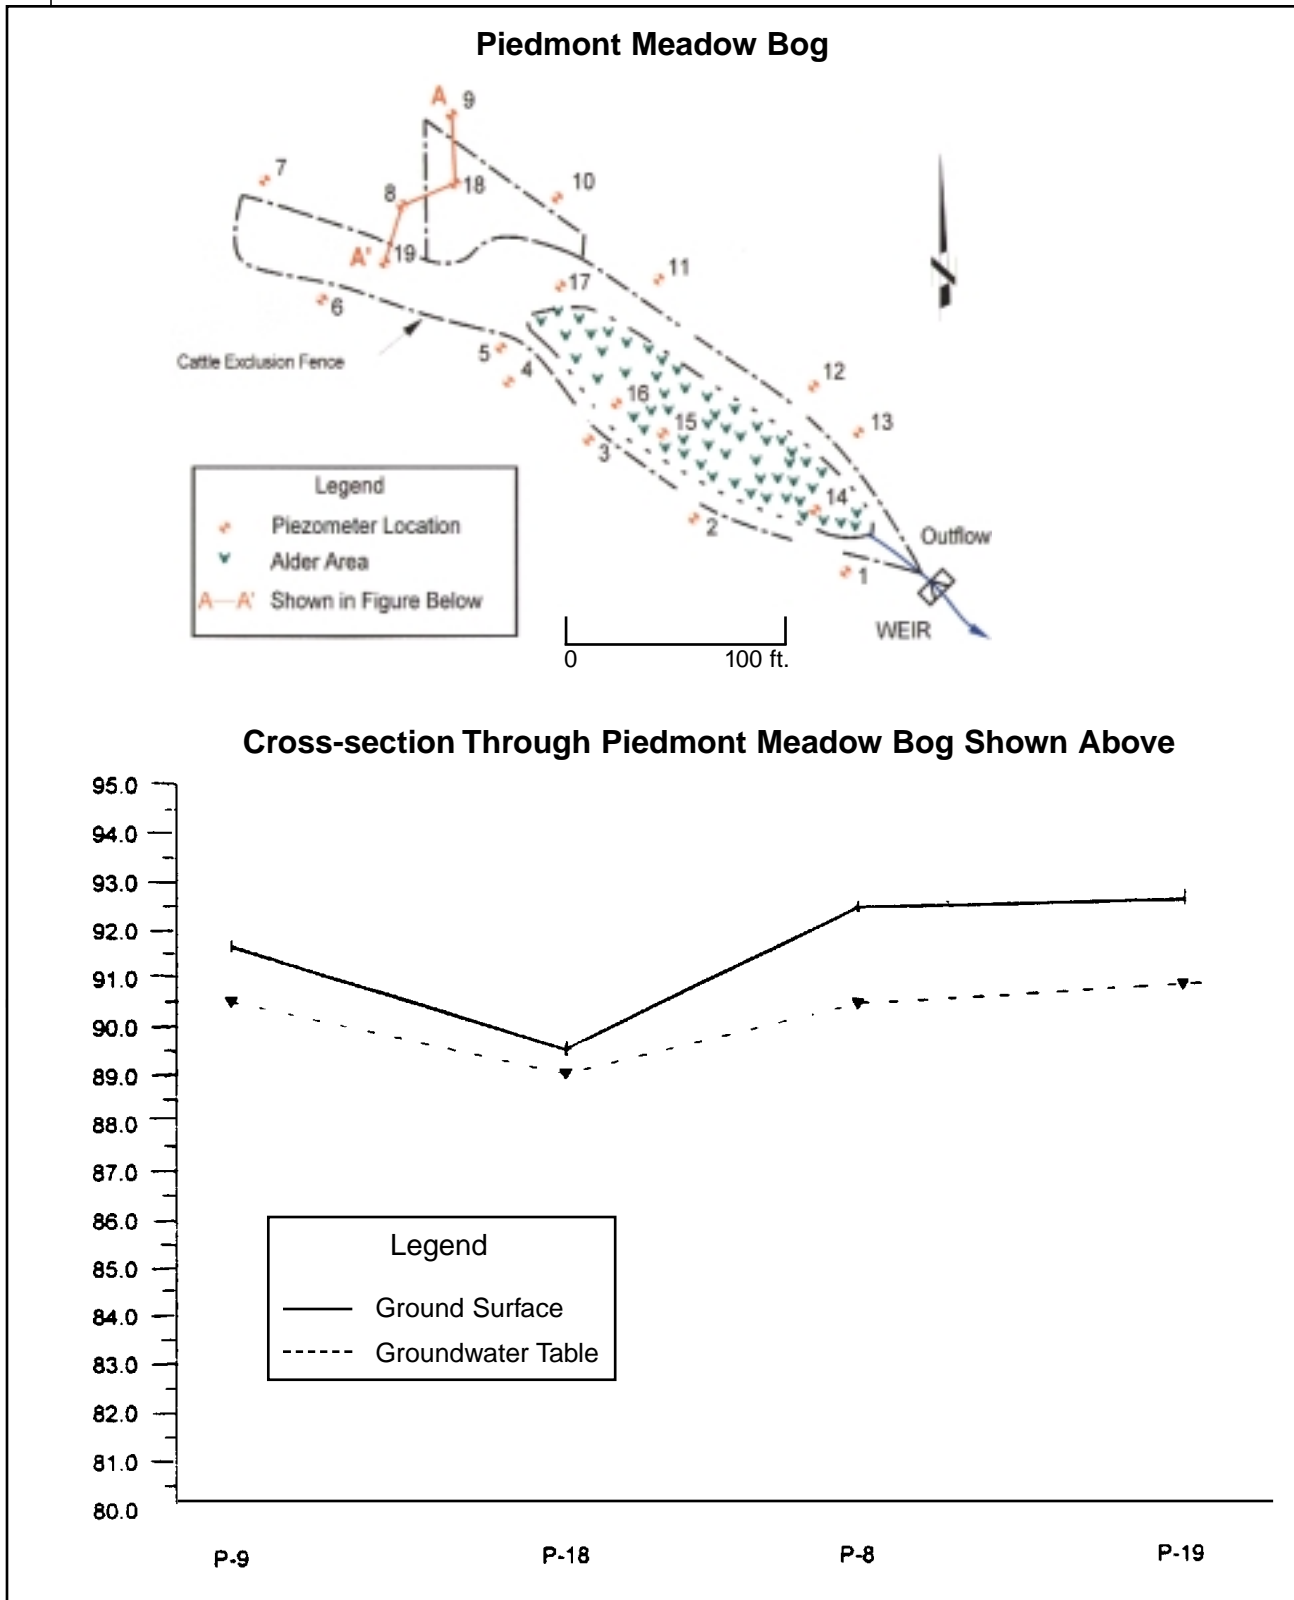 Piedmont Meadow Bog
A
9
7
8
18
10
A'
19
17
11
6
Cattle Exclusion Fence
5
4
12
16
15
13
3
14
2
1
Outflow
WEIR
Legend
Piezometer Location
Alder Area
A—A' Shown in Figure Below
0 100 ft.
Cross-section Through Piedmont Meadow Bog Shown Above
95.0
94.0
93.0
92.0
91.0
90.0
89.0
88.0
87.0
86.0
85.0
84.0
83.0
82.0
81.0
80.0
Legend
Ground Surface
Groundwater Table
P-9 P-18 P-8 P-19